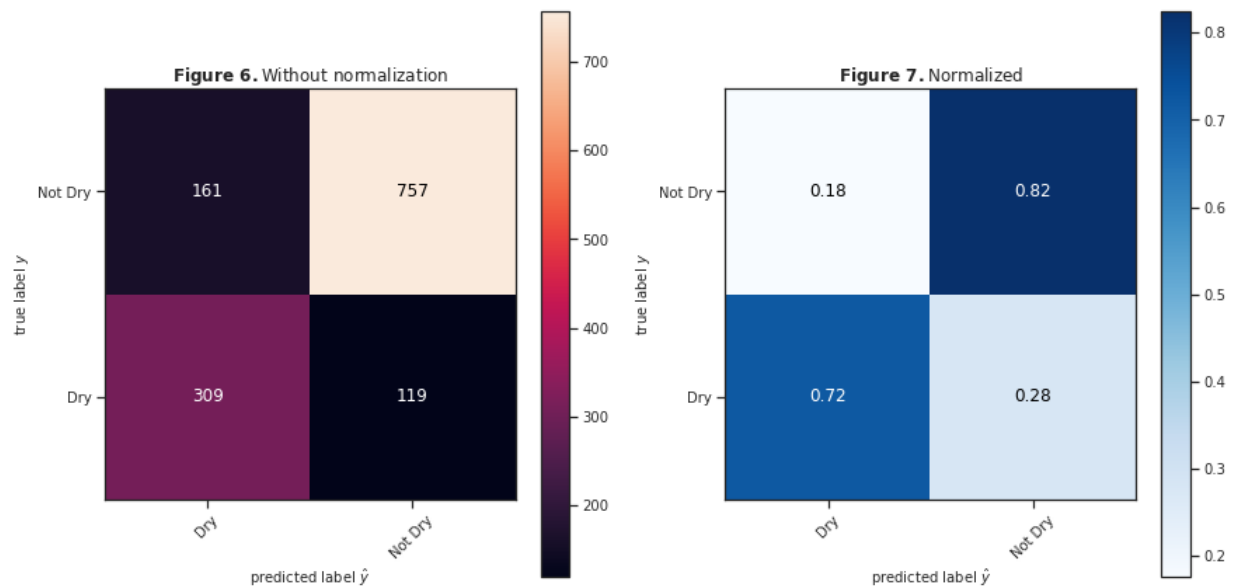 Figure 6. Without normalization
Not Dry
Dry
true label y
161
757
309
119
Dry
Not Dry
predicted label ŷ
700
600
500
400
300
200
Figure 7. Normalized
Not Dry
Dry
true label y
0.18
0.82
0.72
0.28
Dry
Not Dry
predicted label ŷ
0.8
0.7
0.6
0.5
0.4
0.3
0.2